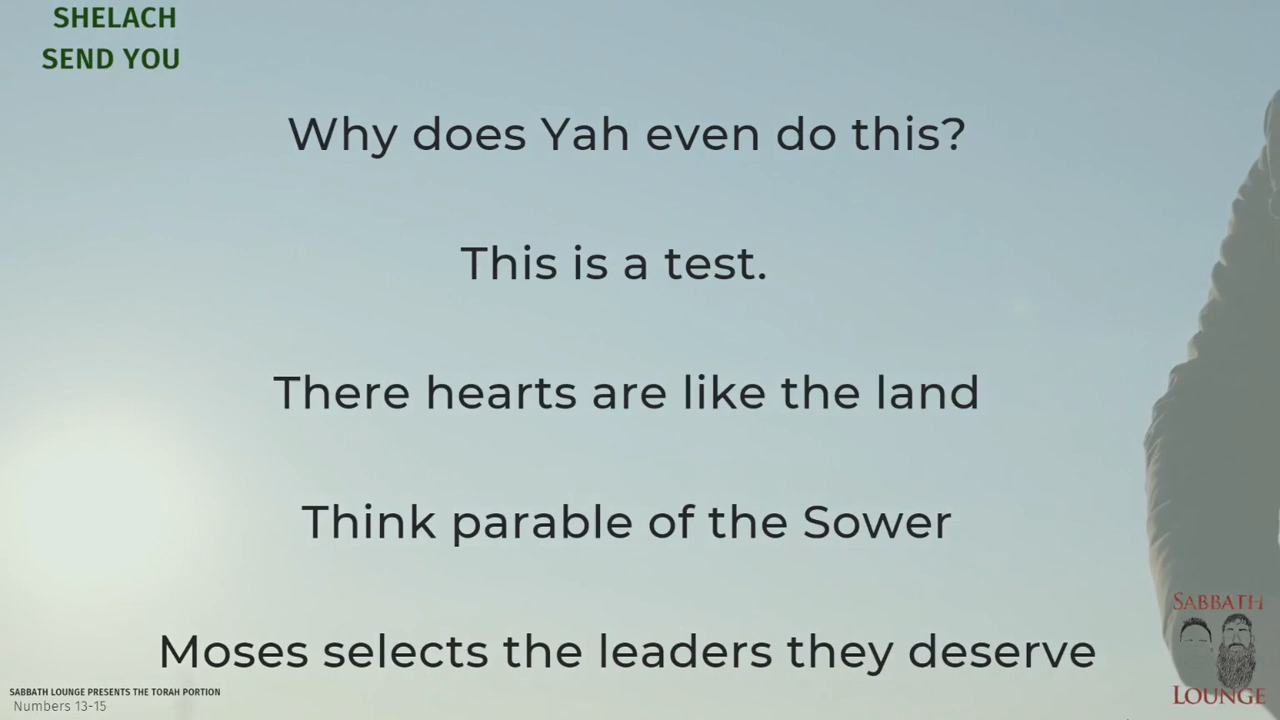 SHELACH
SEND YOU
Why does Yah even do this?
This is a test.
There hearts are like the land
Think parable of the Sower
Moses selects the leaders they deserve
SABBATH LOUNGE PRESENTS THE TORAH PORTION
Numbers 13-15
SABBATH
LOUNGE